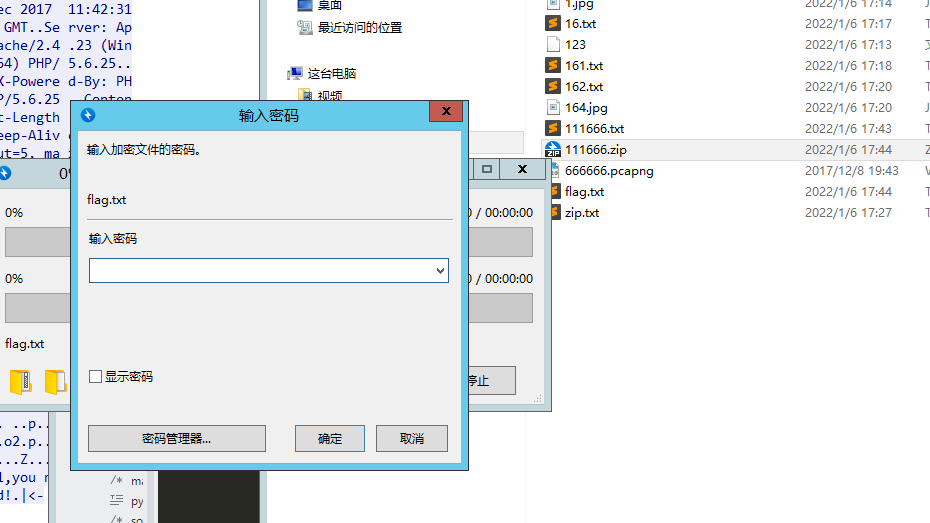 ec 2017  11:42:31
GMT..Se rver: Ap
ache/2.4 .23 (Win
64) PHP/ 5.6.25..
X-Powere d-By: PH
P/5.6.25
t-Length
eep-Aliv
out=5, ma
桌面
最近访问的位置
这台电脑
视频
1.jpg 2022/1/6 17:14
16.txt 2022/1/6 17:17
123 2022/1/6 17:13
161.txt 2022/1/6 17:18
162.txt 2022/1/6 17:20
164.jpg 2022/1/6 17:20
111666.txt 2022/1/6 17:43
111666.zip 2022/1/6 17:44
666666.pcapng 2017/12/8 19:43
flag.txt 2022/1/6 17:44
zip.txt 2022/1/6 17:27
输入密码
输入加密文件的密码。
flag.txt
输入密码
显示密码
密码管理器...
确定
取消
0%
0 / 00:00:00
0%
0 / 00:00:00
flag.txt
停止
. ..p..
.o2.p..
...Z...
l,you
d!.|<-
/* ma
py
/* so